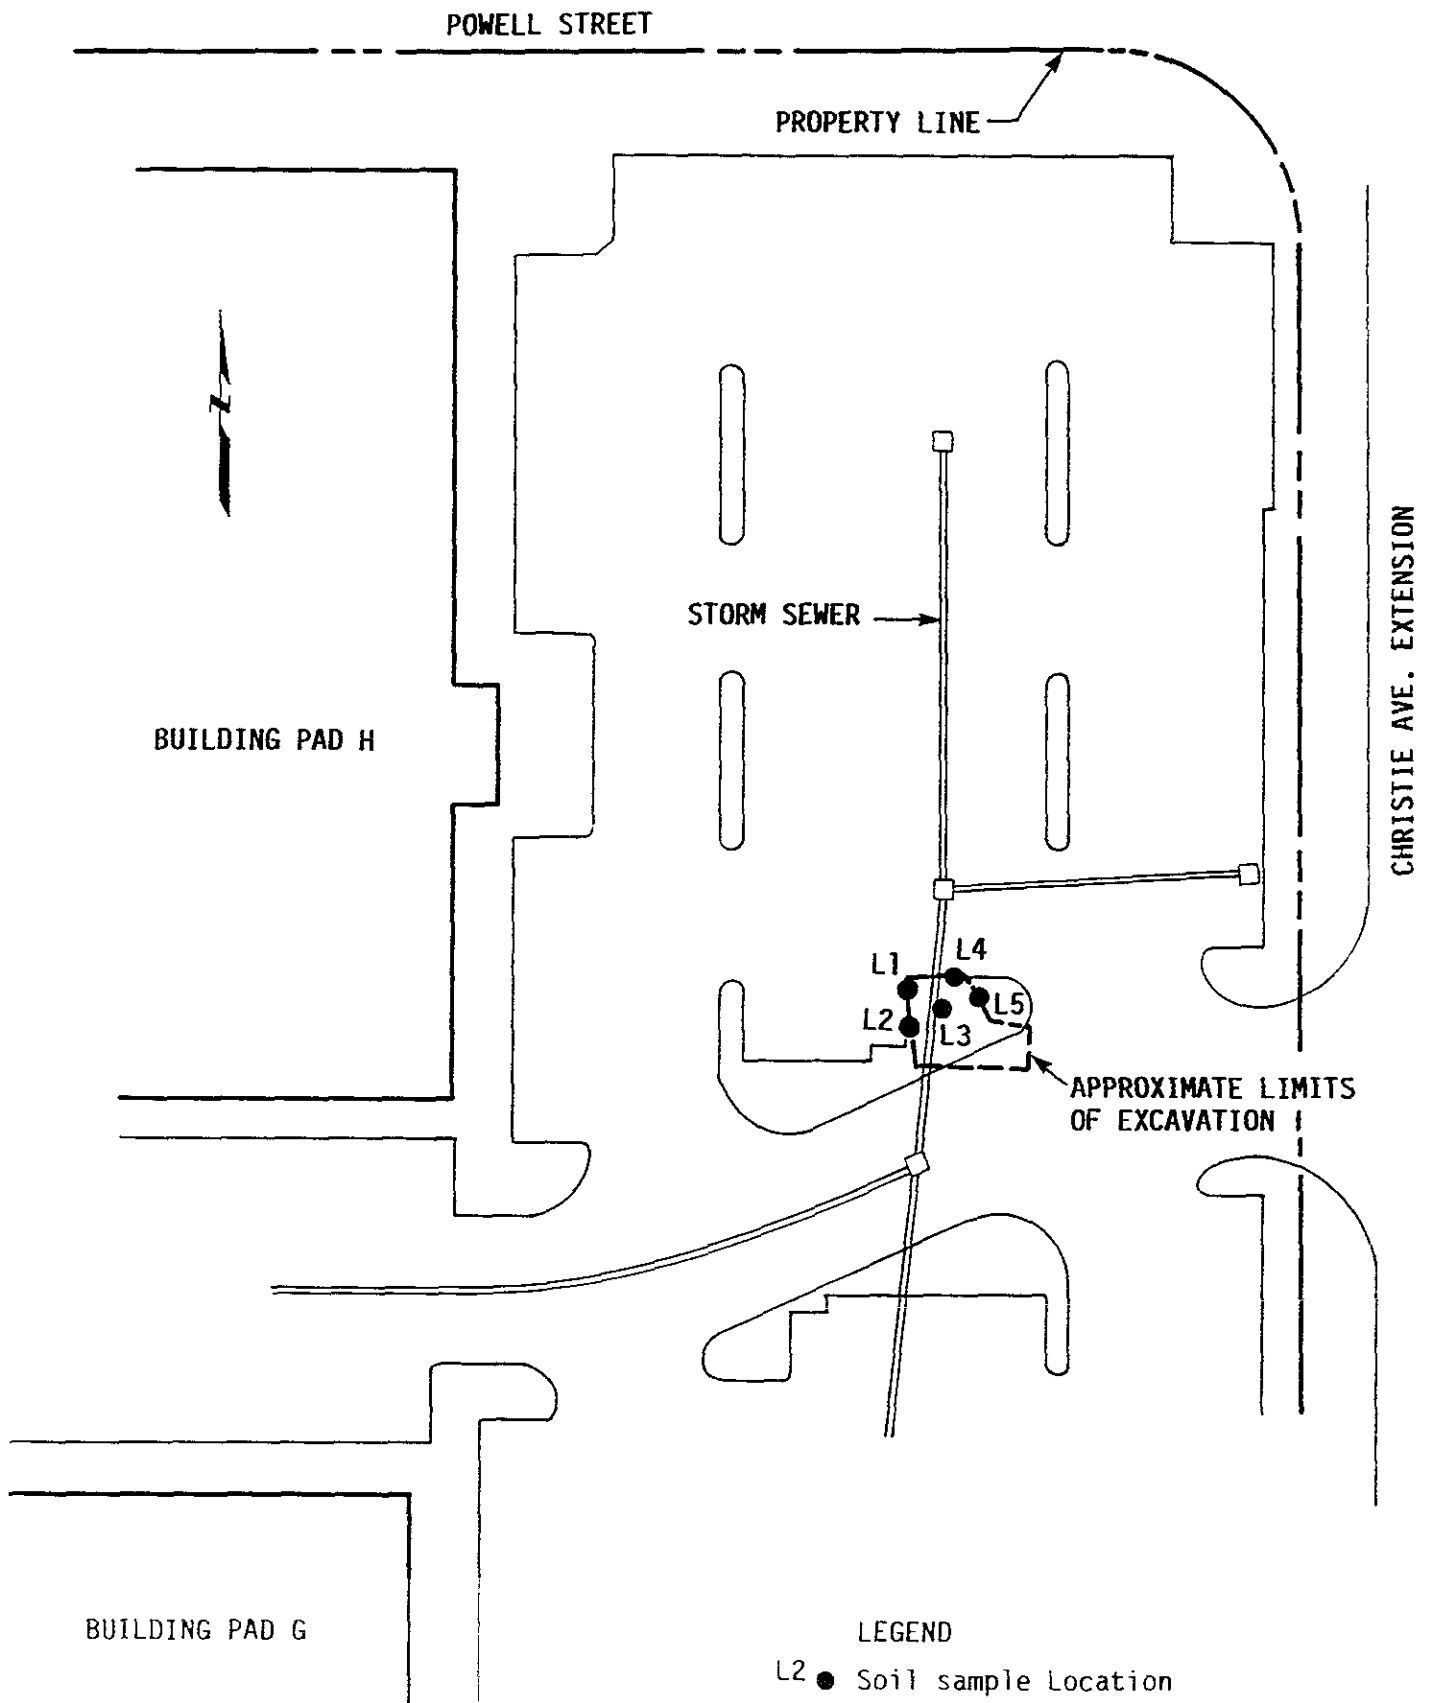 POWELL STREET
PROPERTY LINE
N
STORM SEWER
CHRISTIE AVE. EXTENSION
BUILDING PAD H
L1
L4
L2
L5
L3
APPROXIMATE LIMITS
OF EXCAVATION
BUILDING PAD G
LEGEND
L2
Soil sample Location